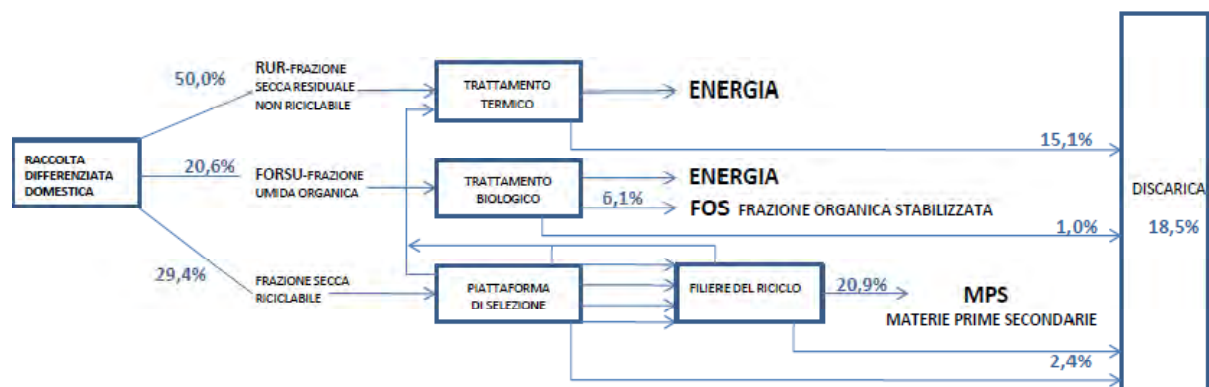 50,0%
RUR-FRAZIONE
SECCA RESIDUALE
NON RICICLABILE
TRATTAMENTO
TERMICO
ENERGIA
15,1%
RACCOLTA
DIFFERENZIATA
DOMESTICA
20,6%
FORSU-FRAZIONE
UMIDA ORGANICA
TRATTAMENTO
BIOLOGICO
ENERGIA
6,1%
FOS FRAZIONE ORGANICA STABILIZZATA
1,0%
DISCARICA
18,5%
29,4%
FRAZIONE SECCA
RICICLABILE
PIATTAFORMA
DI SELEZIONE
FILIERE DEL RICICLO
20,9%
MPS
MATERIE PRIME SECONDARIE
2,4%